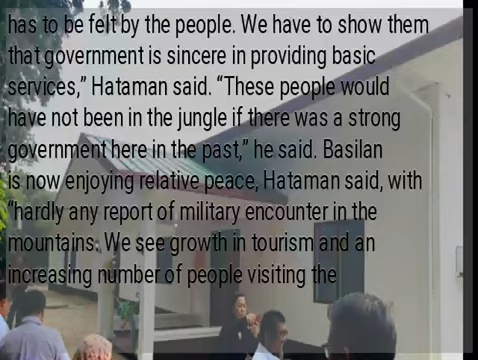 has to be felt by the people. We have to show them
that government is sincere in providing basic
services,” Hataman said. “These people would
have not been in the jungle if there was a strong
government here in the past,” he said. Basilan
is now enjoying relative peace, Hataman said, with
“hardly any report of military encounter in the
mountains. We see growth in tourism and an
increasing number of people visiting the